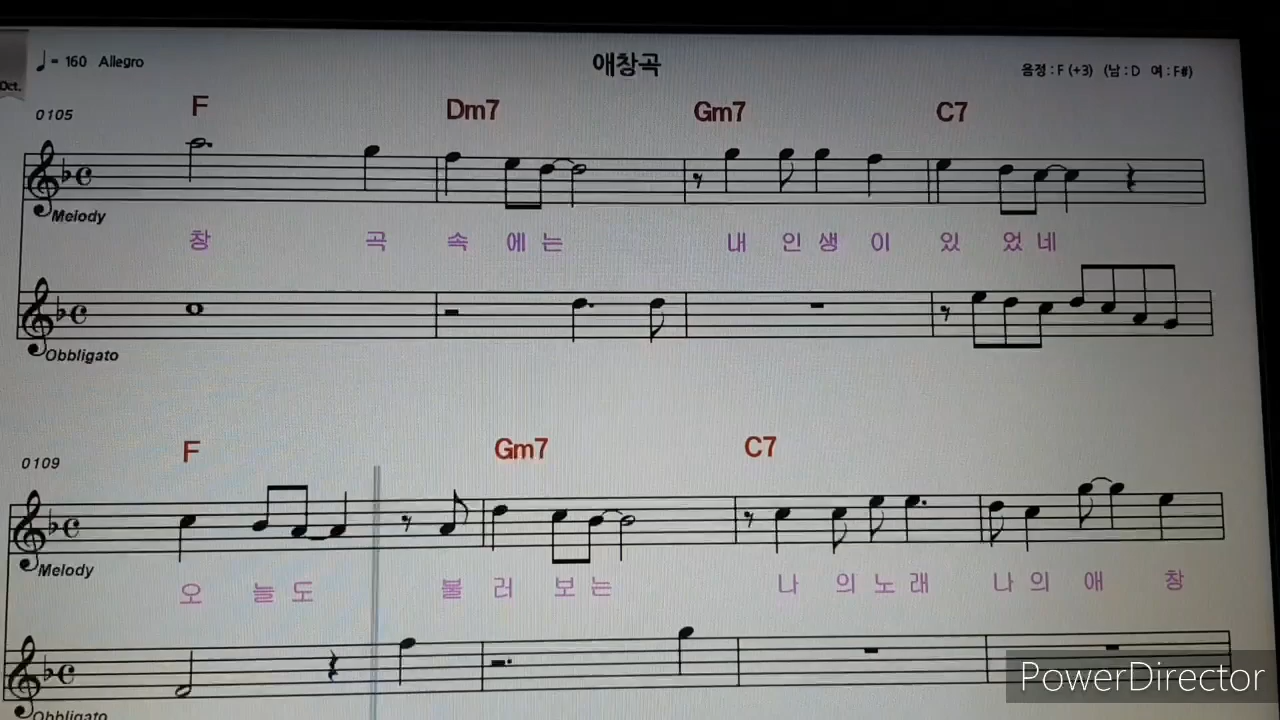 ♩= 160 Allegro
애창곡
음정 : F (+3) (남 : D 여 : F#)
Oct.
0105
F Dm7 Gm7 C7
Melody
창 곡 속 에 는 내 인 생 이 있 었 네
Obbligato
0109
F Gm7 C7
Melody
오 늘 도 불 러 보 는 나 의 노 래 나 의 애 창
Obbligato
PowerDirector